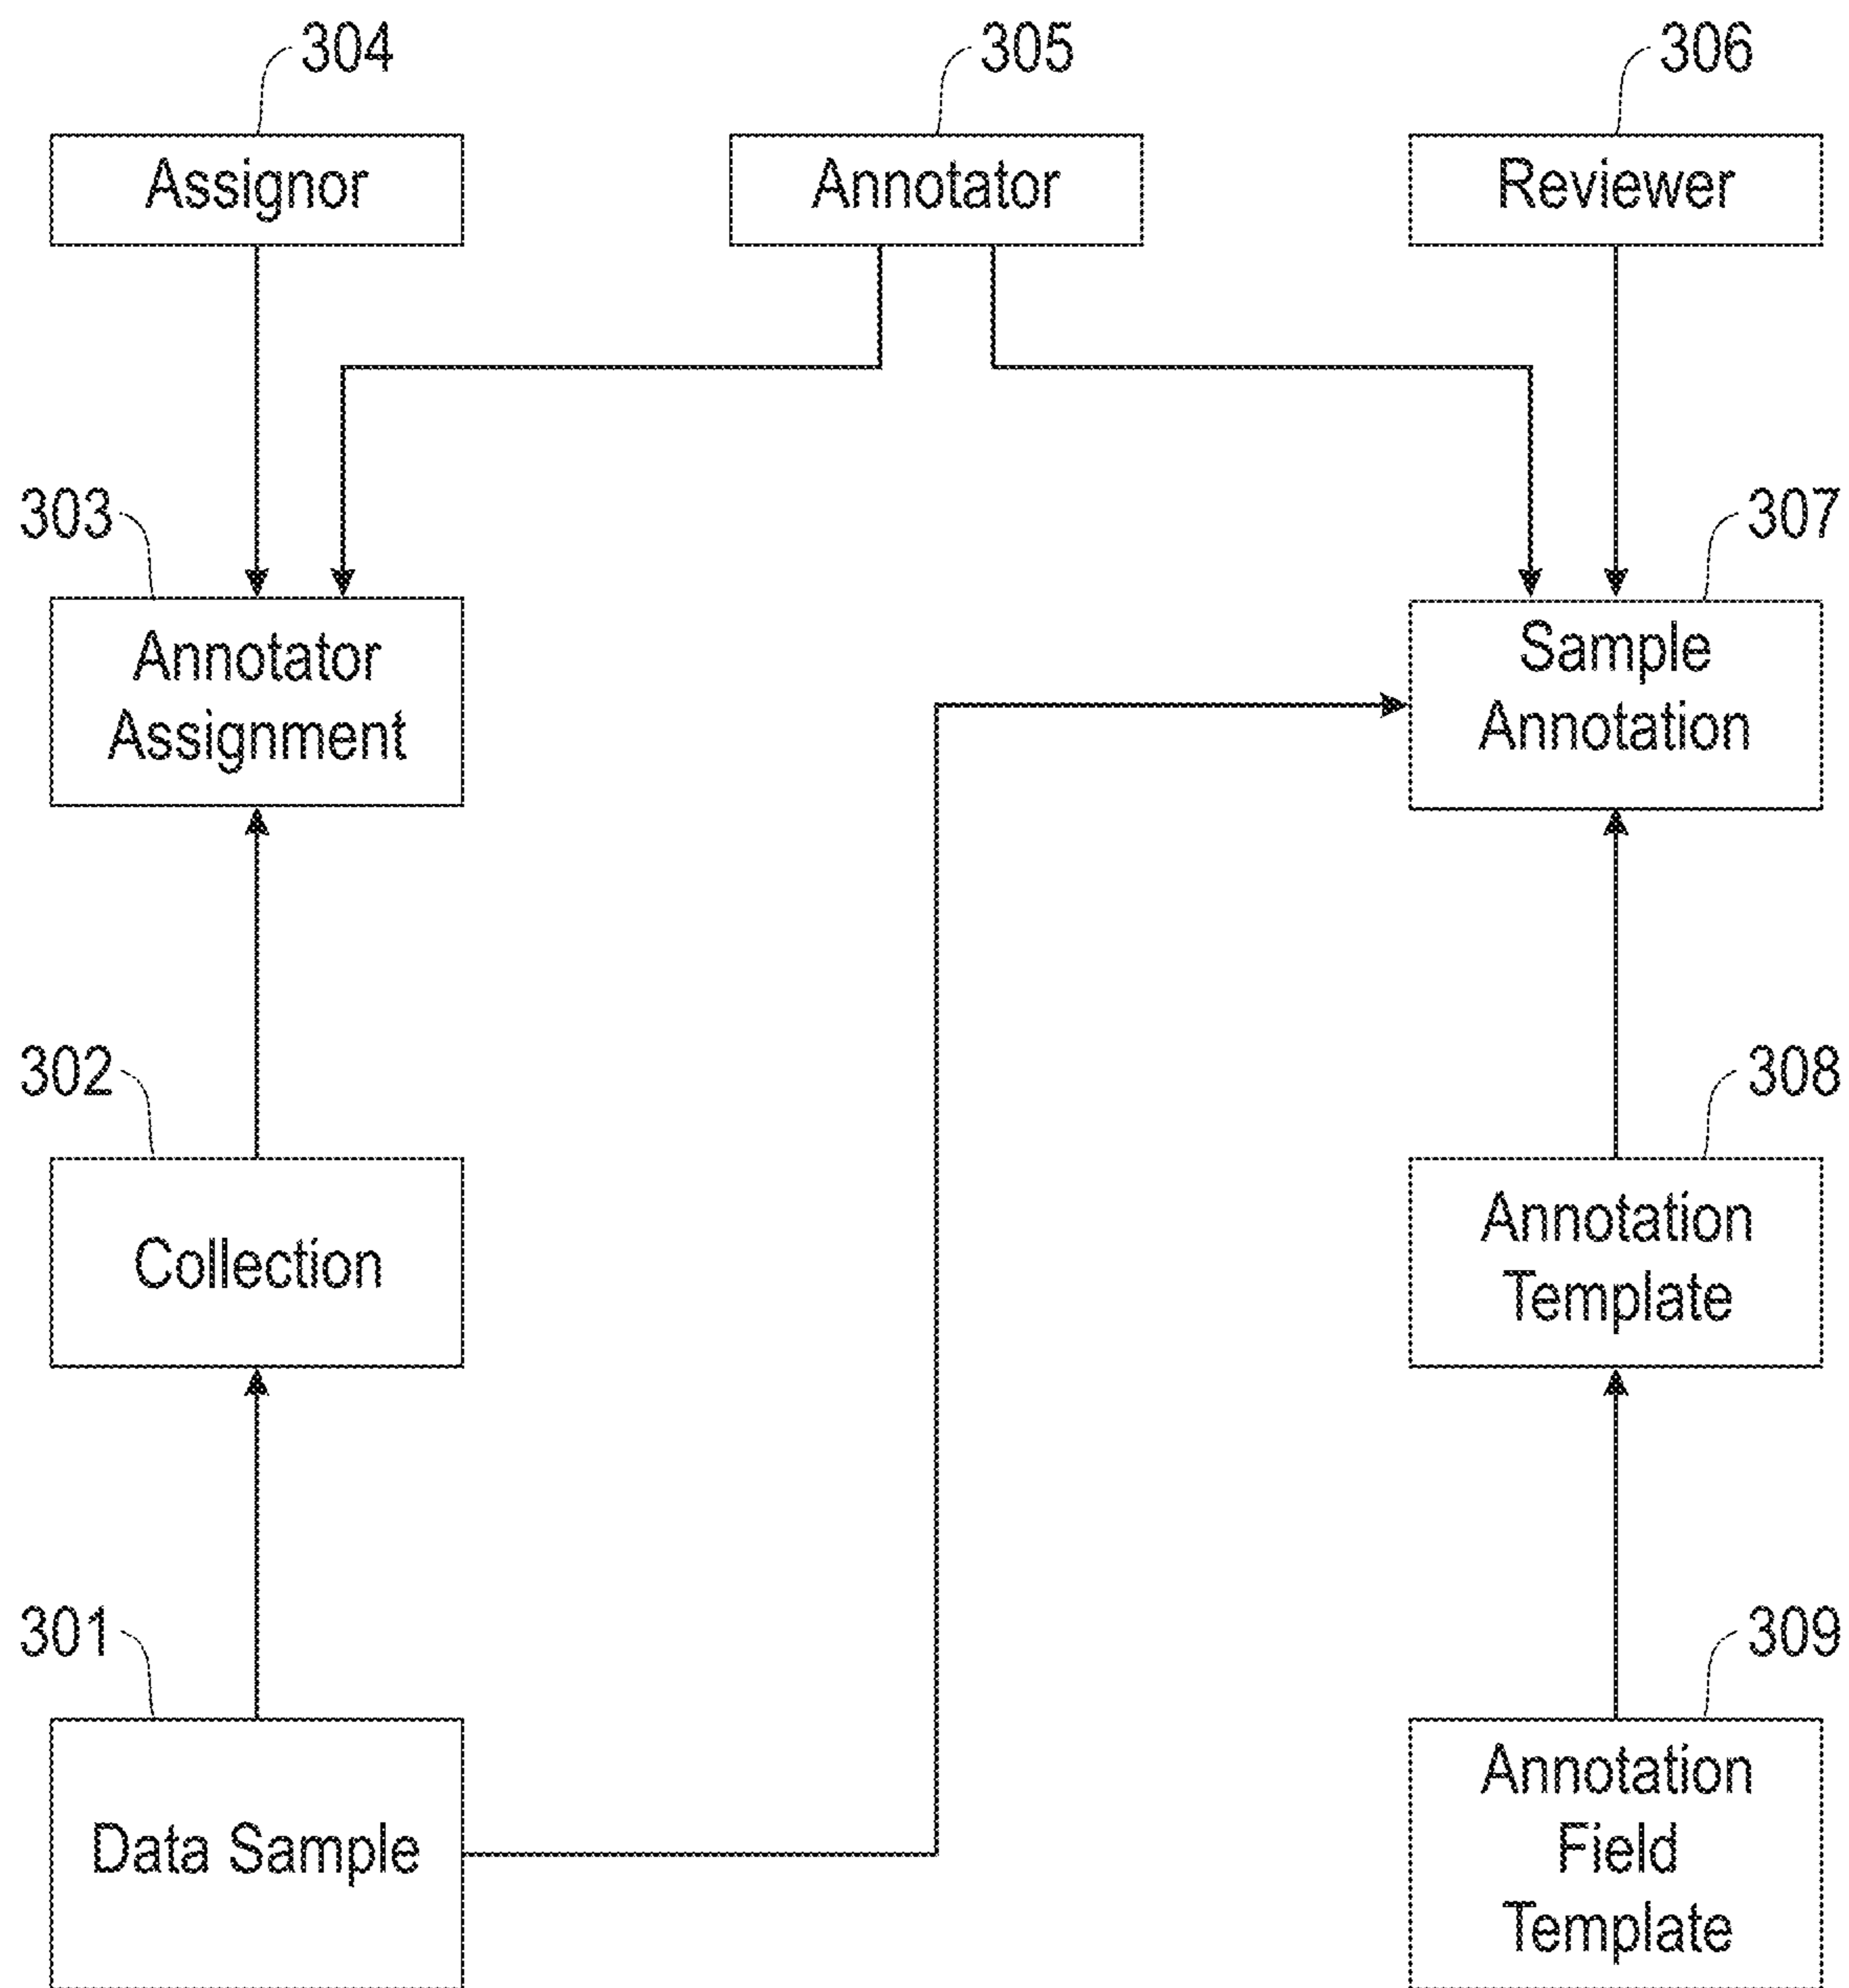 304
305
306
Assignor
Annotator
Reviewer
303
307
Annotator
Assignment
Sample
Annotation
302
308
Collection
Annotation
Template
301
309
Data Sample
Annotation
Field
Template